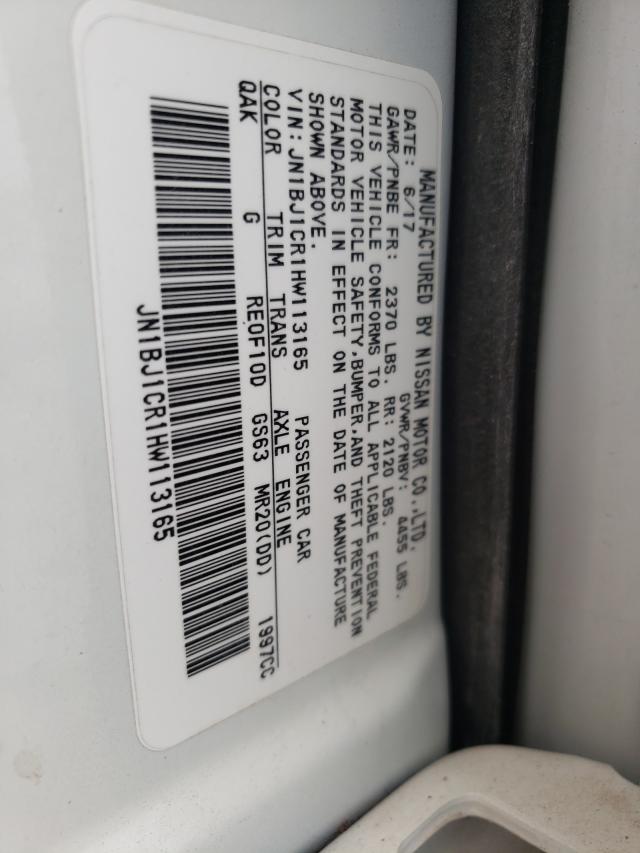 MANUFACTURED BY NISSAN MOTOR CO.,LTD.
DATE: 6/17 GVWR/PNBV: 4455 LBS.
GAWR/PNBE FR: 2370 LBS. RR: 2120 LBS.
THIS VEHICLE CONFORMS TO ALL APPLICABLE FEDERAL
MOTOR VEHICLE SAFETY,BUMPER,AND THEFT PREVENTION
STANDARDS IN EFFECT ON THE DATE OF MANUFACTURE
SHOWN ABOVE.
VIN:JN1BJ1CR1HW113165 PASSENGER CAR
COLOR TRIM TRANS AXLE ENGINE
QAK G RE0F10D GS63 MR20(DD) 1997CC
JN1BJ1CR1HW113165